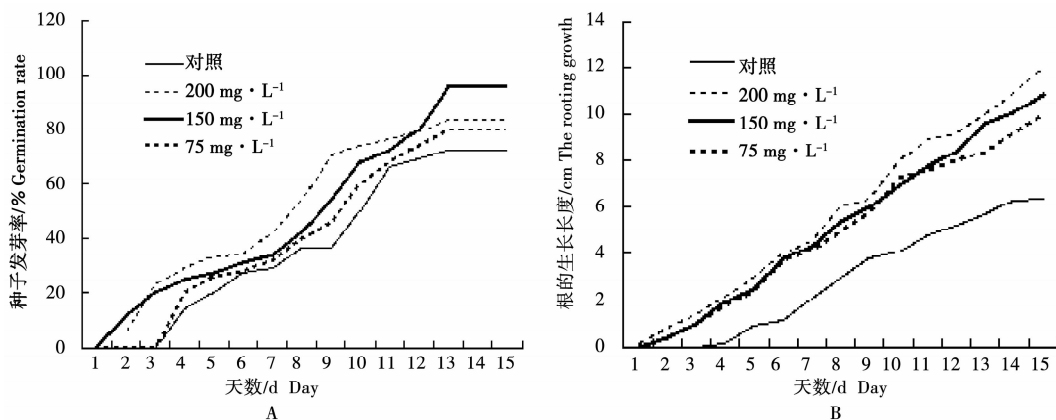 120
100
80
60
40
20
0
种子发芽率/% Germination rate
对照
200 mg · L⁻¹
150 mg · L⁻¹
75 mg · L⁻¹
1 2 3 4 5 6 7 8 9 10 11 12 13 14 15
天数/d Day
A
14
12
10
8
6
4
2
0
根的生长长度/cm The rooting growth
对照
200 mg · L⁻¹
150 mg · L⁻¹
75 mg · L⁻¹
1 2 3 4 5 6 7 8 9 10 11 12 13 14 15
天数/d Day
B